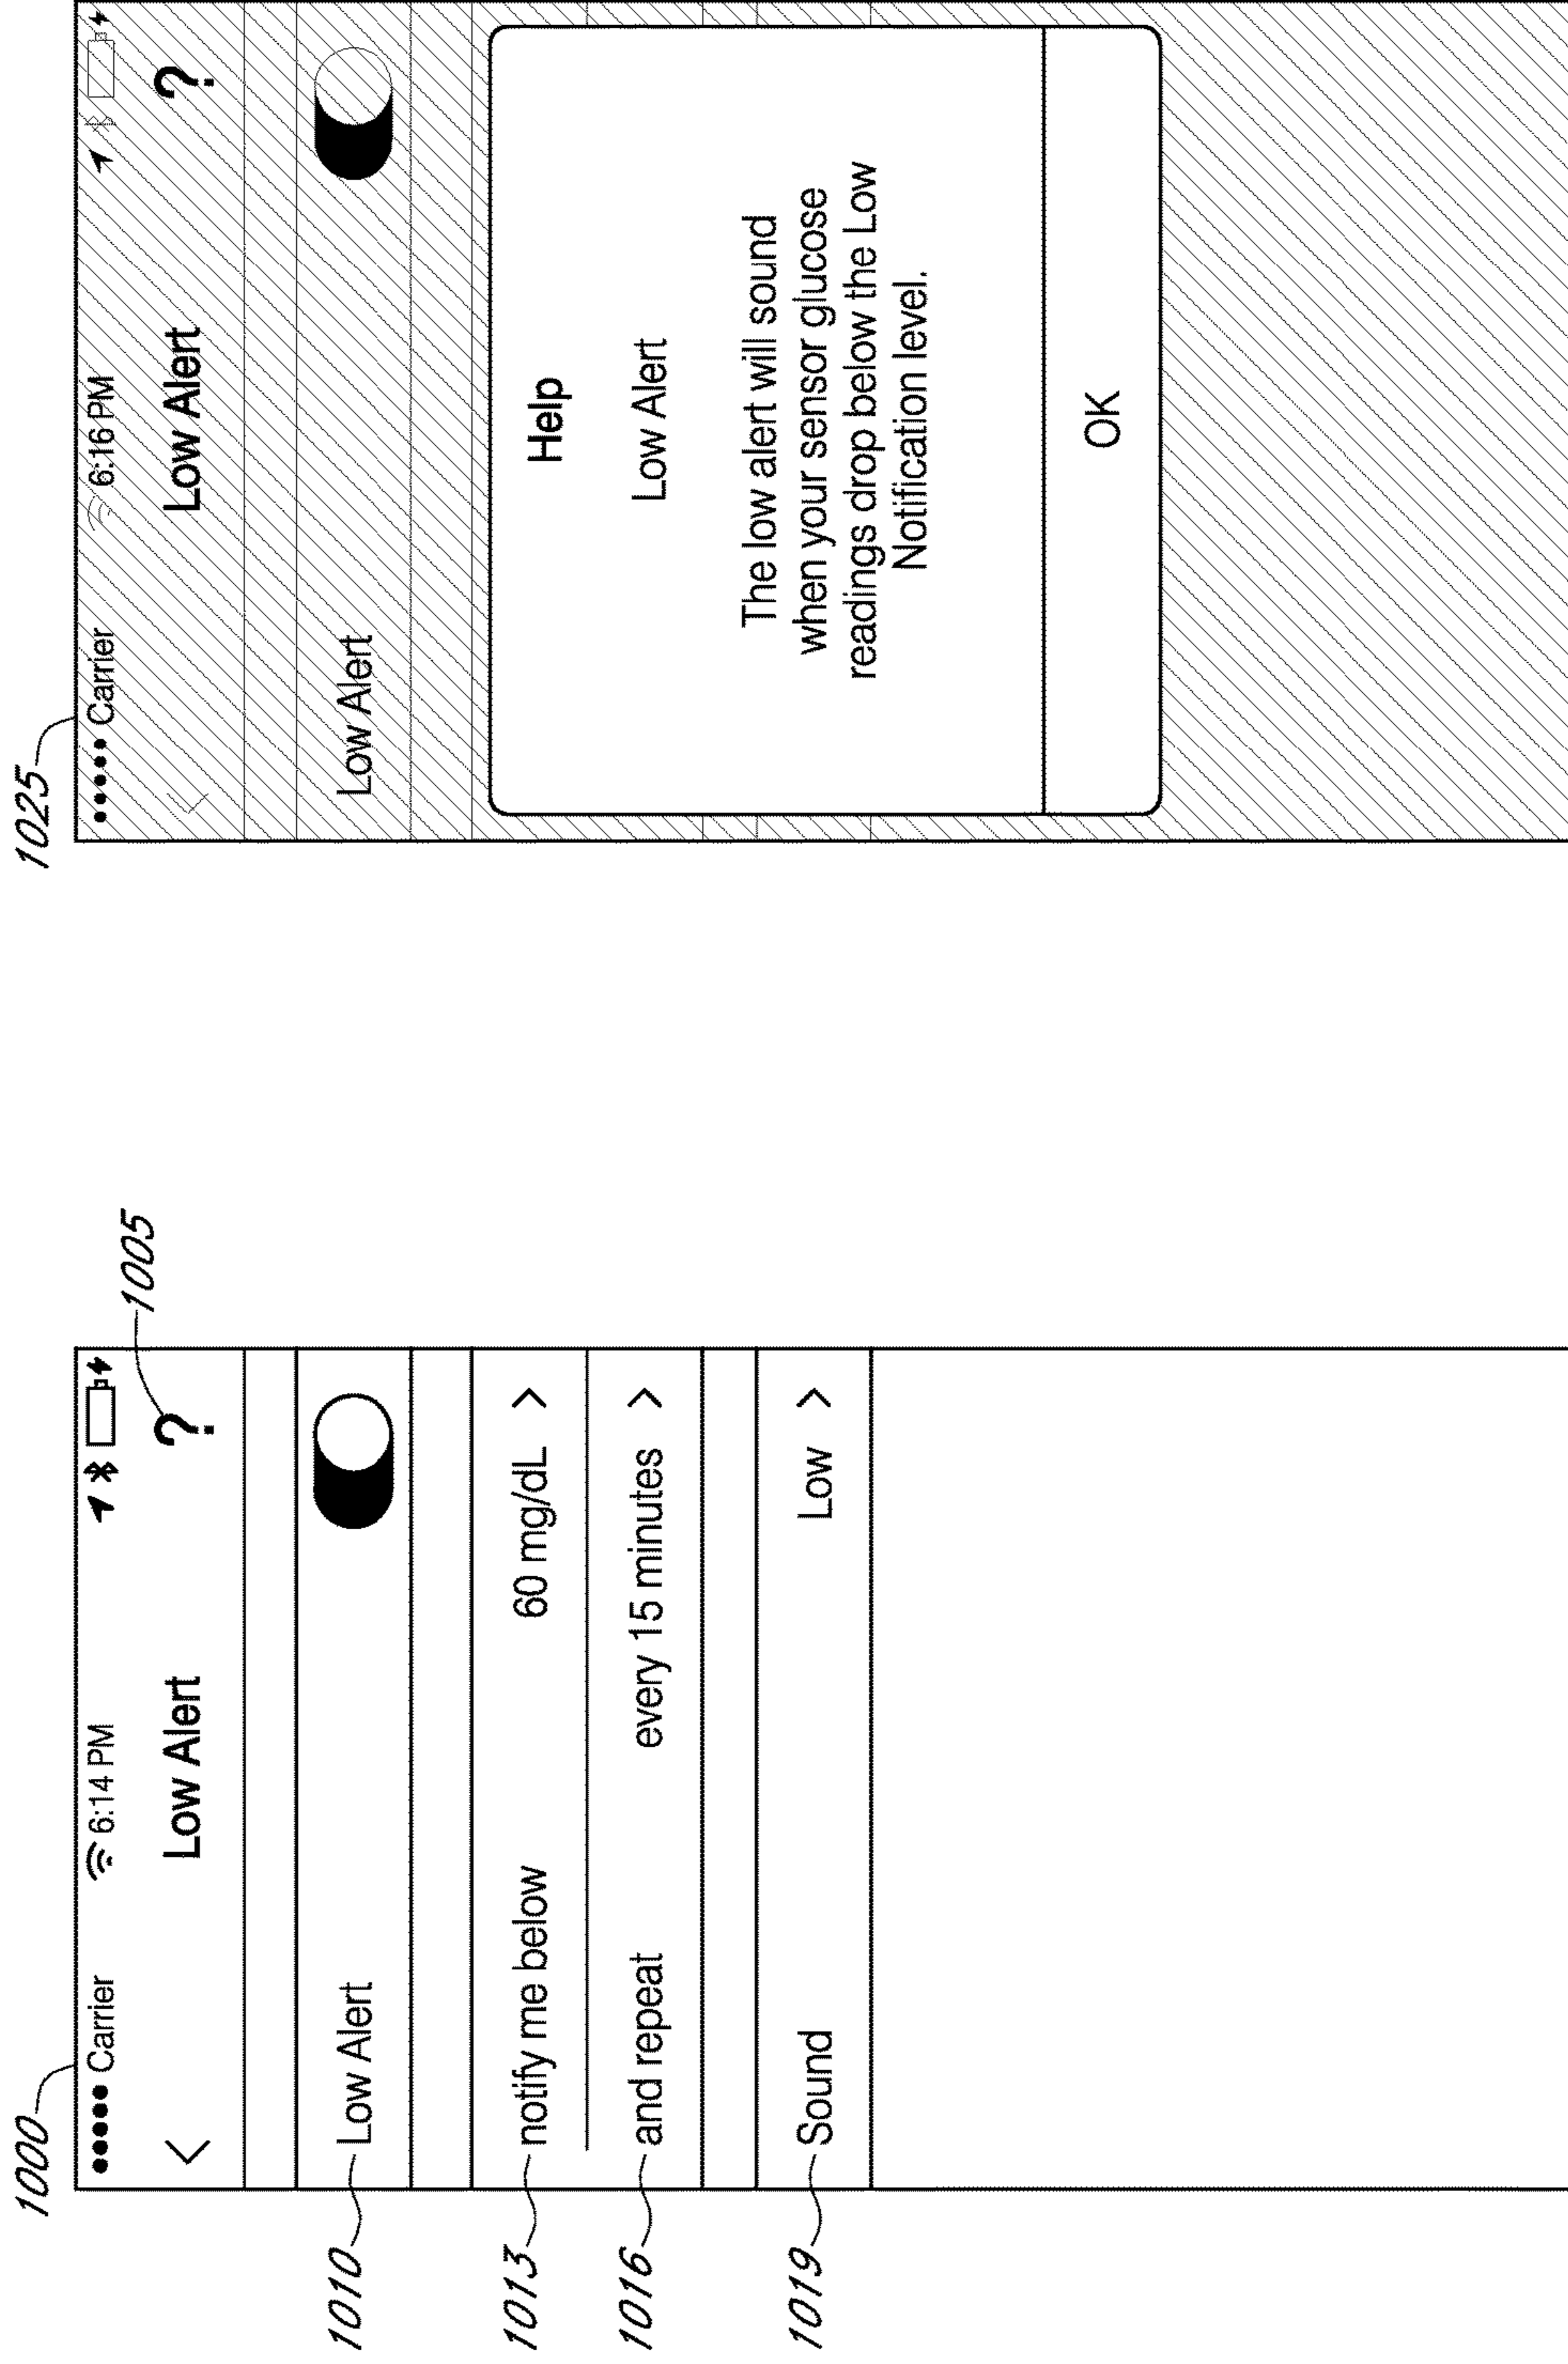 1000
Carrier 6:14 PM
Low Alert ?
1005
1010 Low Alert
1013 notify me below 60 mg/dL >
1016 and repeat every 15 minutes >
1019 Sound Low >
1025
Carrier 6:16 PM
Low Alert ?
Low Alert
Help
Low Alert
The low alert will sound
when your sensor glucose
readings drop below the Low
Notification level.
OK